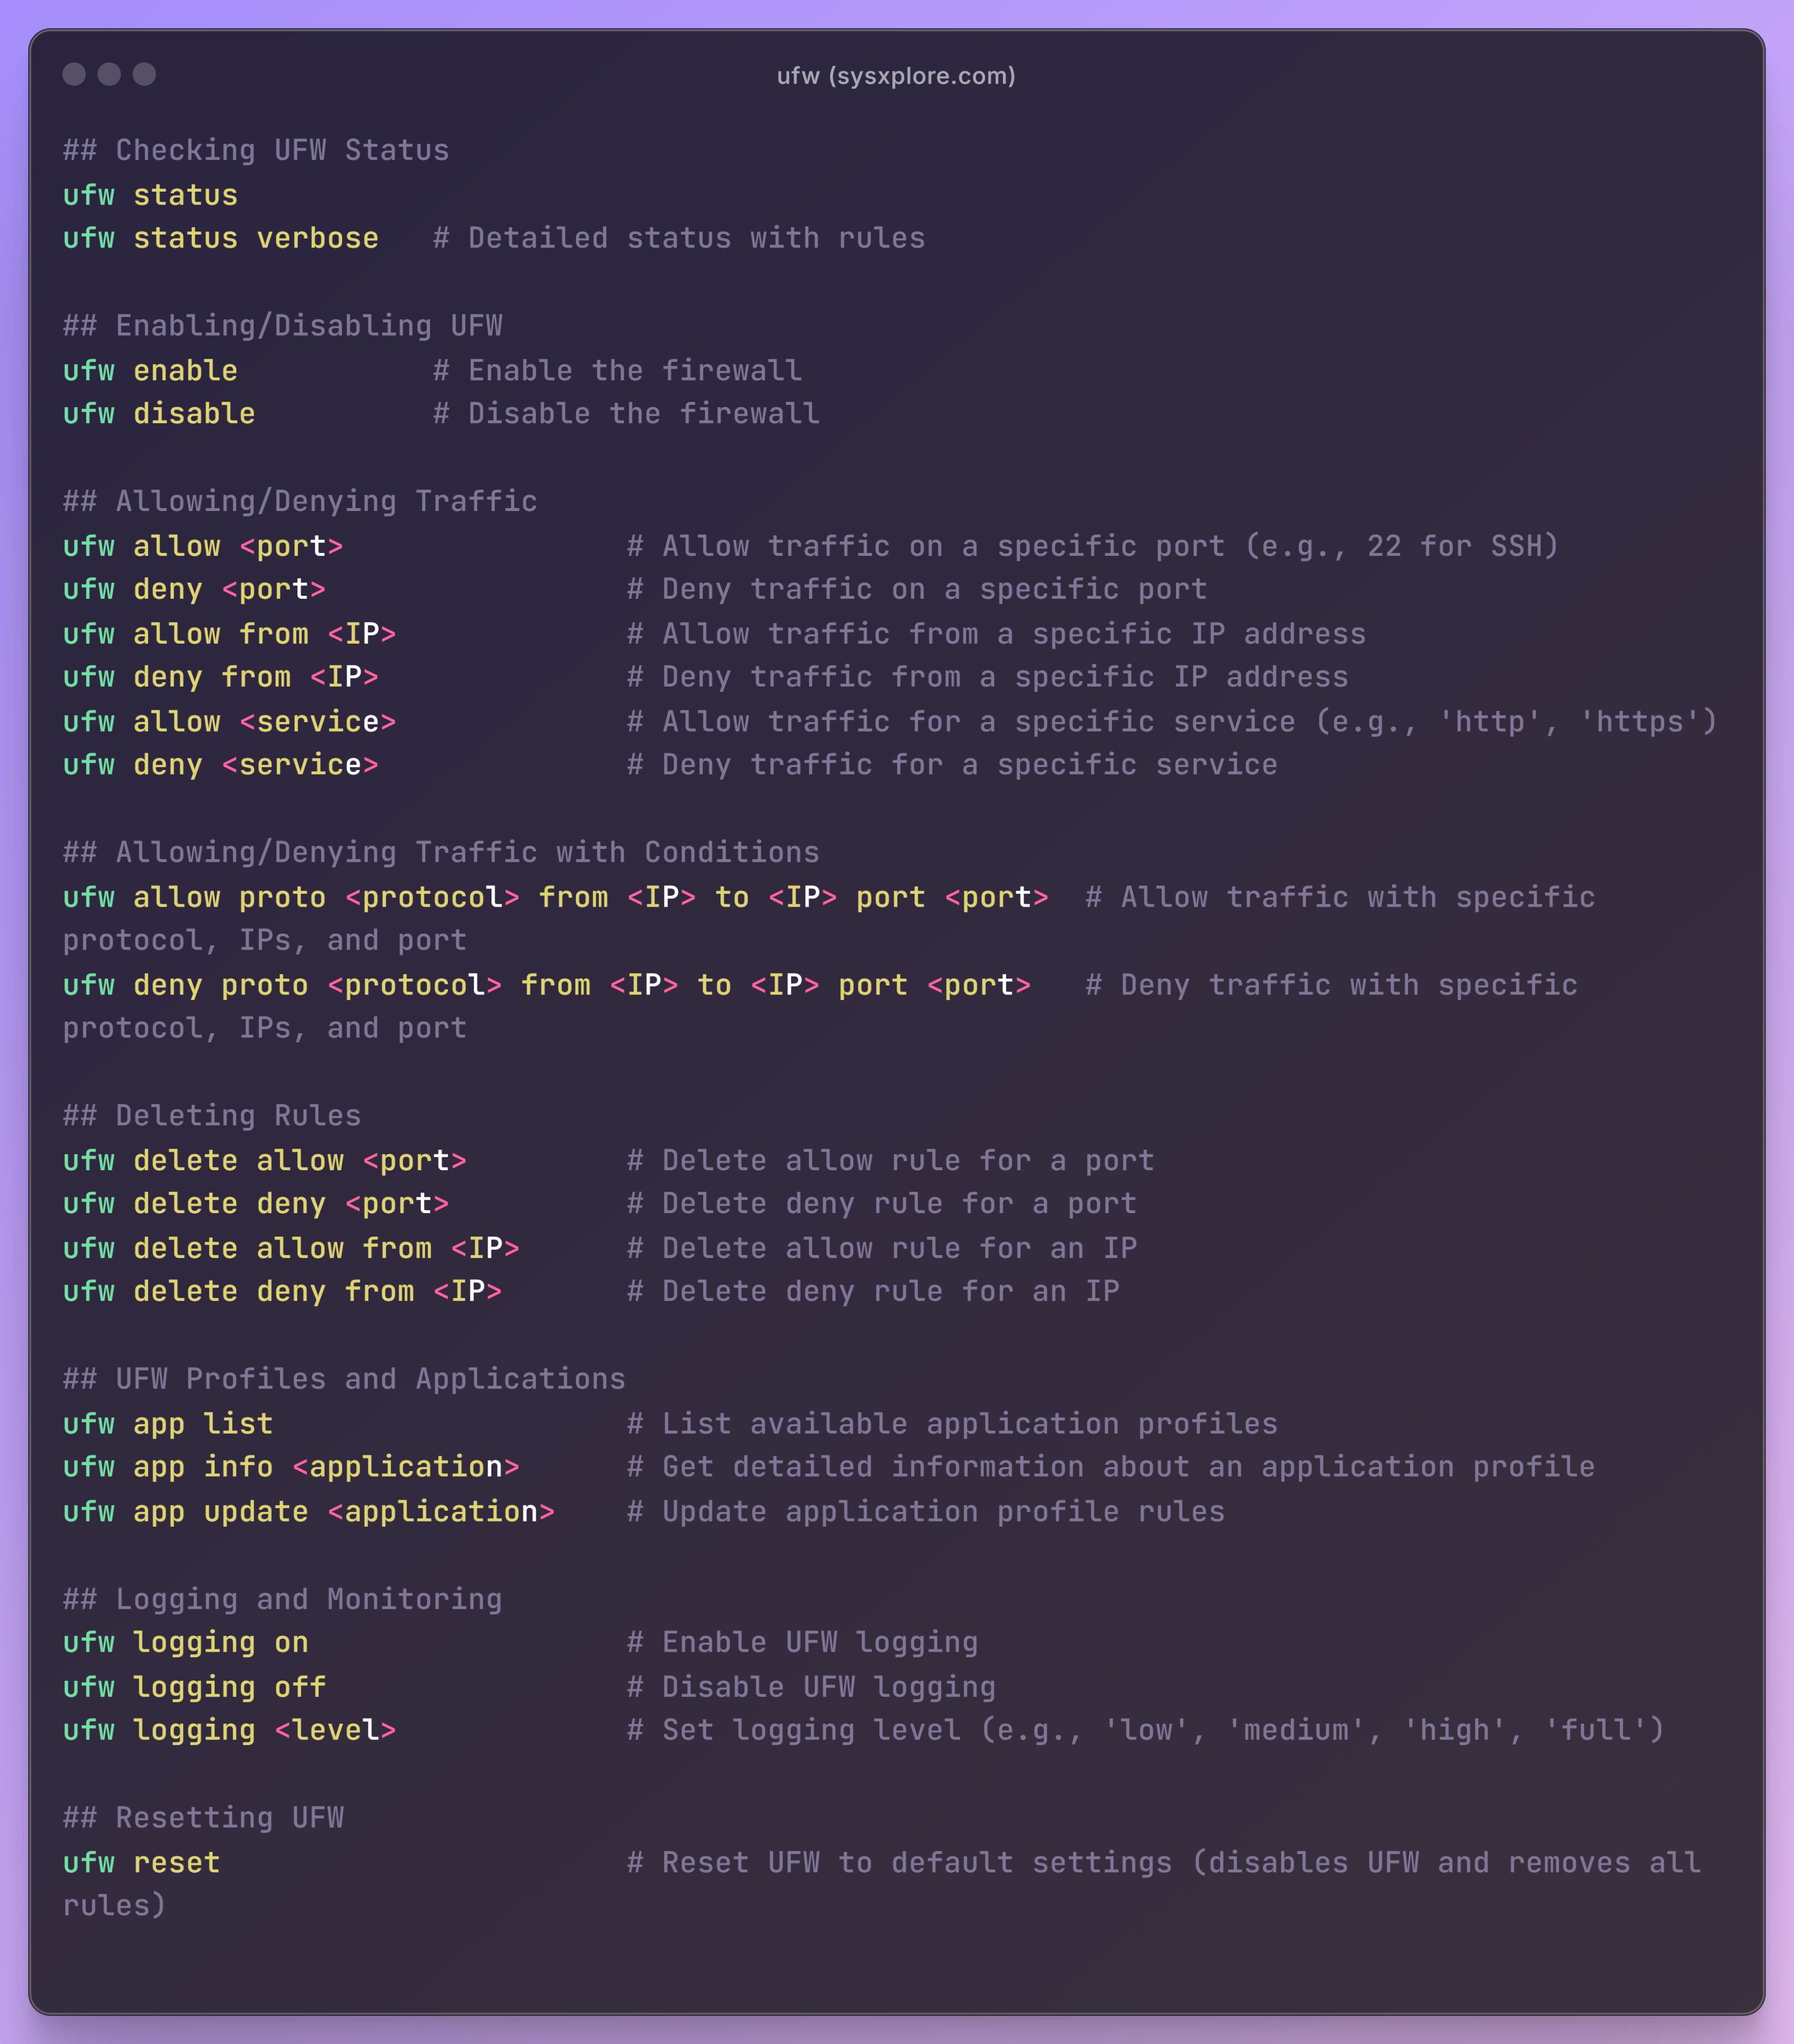 ufw (sysxplore.com)
## Checking UFW Status
ufw status
ufw status verbose   # Detailed status with rules
## Enabling/Disabling UFW
ufw enable           # Enable the firewall
ufw disable          # Disable the firewall
## Allowing/Denying Traffic
ufw allow <port>                # Allow traffic on a specific port (e.g., 22 for SSH)
ufw deny <port>                 # Deny traffic on a specific port
ufw allow from <IP>             # Allow traffic from a specific IP address
ufw deny from <IP>              # Deny traffic from a specific IP address
ufw allow <service>             # Allow traffic for a specific service (e.g., 'http', 'https')
ufw deny <service>              # Deny traffic for a specific service
## Allowing/Denying Traffic with Conditions
ufw allow proto <protocol> from <IP> to <IP> port <port>  # Allow traffic with specific
protocol, IPs, and port
ufw deny proto <protocol> from <IP> to <IP> port <port>   # Deny traffic with specific
protocol, IPs, and port
## Deleting Rules
ufw delete allow <port>         # Delete allow rule for a port
ufw delete deny <port>          # Delete deny rule for a port
ufw delete allow from <IP>      # Delete allow rule for an IP
ufw delete deny from <IP>       # Delete deny rule for an IP
## UFW Profiles and Applications
ufw app list                    # List available application profiles
ufw app info <application>      # Get detailed information about an application profile
ufw app update <application>    # Update application profile rules
## Logging and Monitoring
ufw logging on                  # Enable UFW logging
ufw logging off                 # Disable UFW logging
ufw logging <level>             # Set logging level (e.g., 'low', 'medium', 'high', 'full')
## Resetting UFW
ufw reset                       # Reset UFW to default settings (disables UFW and removes all
rules)